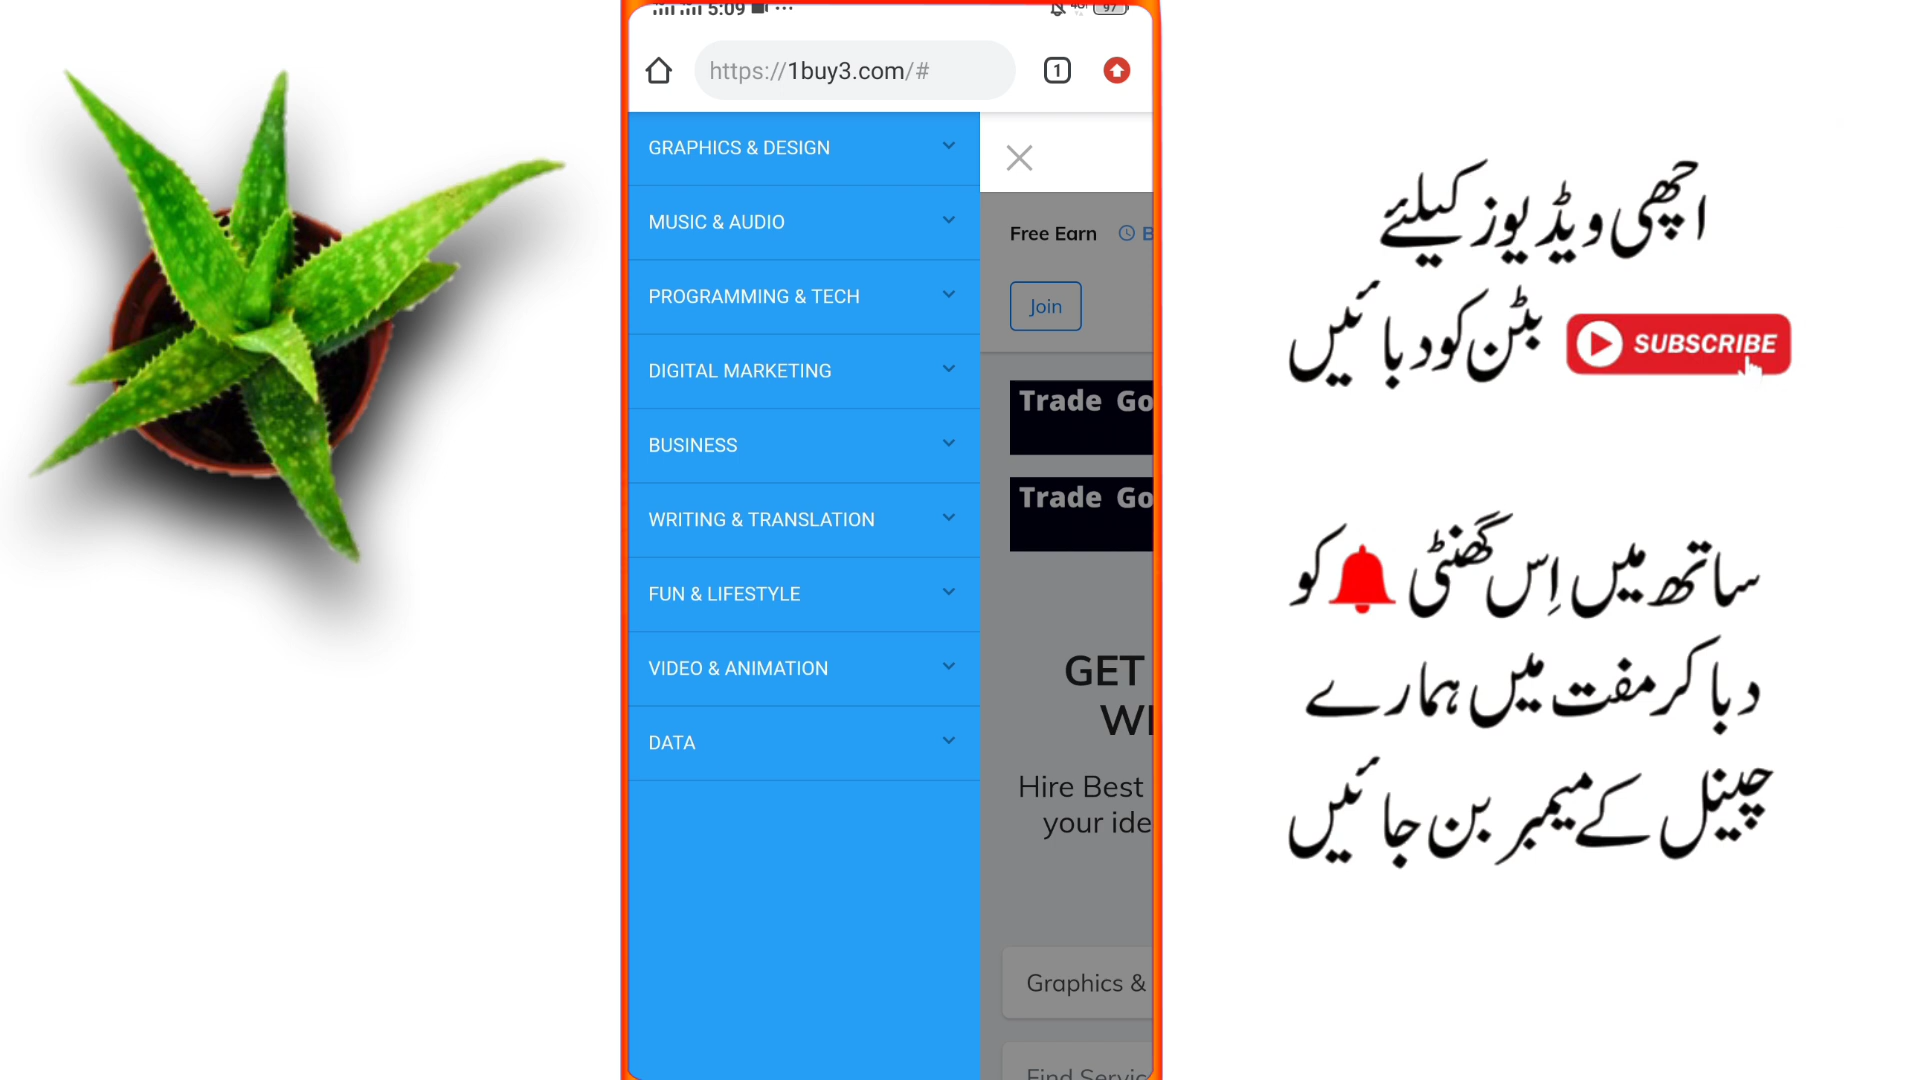 5:09
97
https://1buy3.com/#
1
GRAPHICS & DESIGN
MUSIC & AUDIO
PROGRAMMING & TECH
DIGITAL MARKETING
BUSINESS
WRITING & TRANSLATION
FUN & LIFESTYLE
VIDEO & ANIMATION
DATA
Free Earn
Join
Trade Go
Trade Go
GET
Hire Best
your ide
Graphics &
اچھی ویڈیوز کیلئے
بٹن کو دبائیں SUBSCRIBE
ساتھ میں اِس گھنٹی کو
دبا کر مفت میں ہمارے
چینل کے میمبر بن جائیں